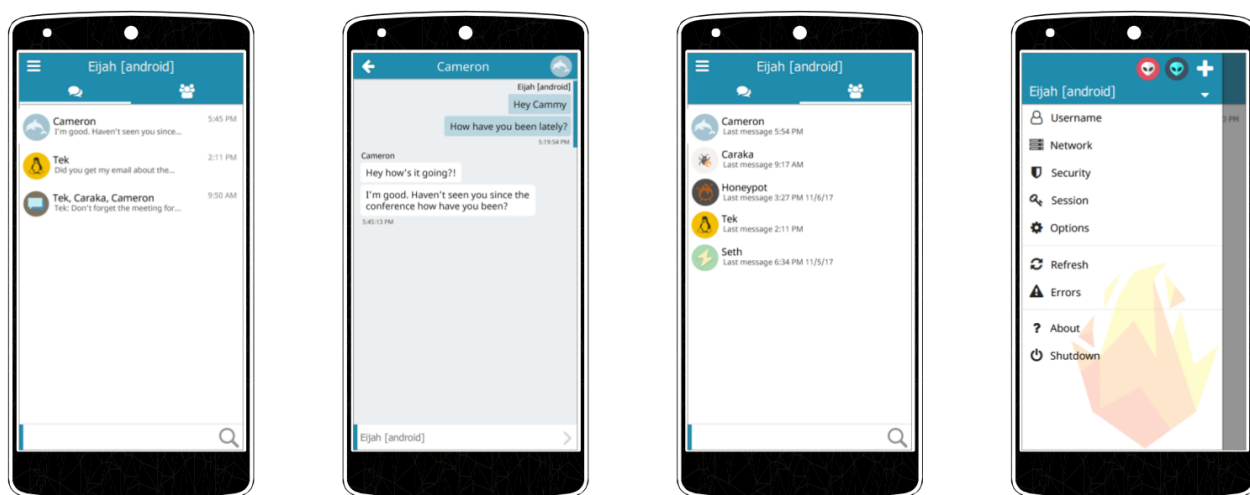 Eijah [android]
Cameron
5:45 PM
I'm good. Haven't seen you since...
Tek
2:11 PM
Did you get my email about the...
Tek, Caraka, Cameron
9:50 AM
Tek: Don't forget the meeting for...
Cameron
Eijah [android]
Hey Cammy
How have you been lately?
5:19:54 PM
Cameron
Hey how's it going?!
I'm good. Haven't seen you since the
conference how have you been?
5:45:13 PM
Eijah [android]
Eijah [android]
Cameron
Last message 5:54 PM
Caraka
Last message 9:17 AM
Honeypot
Last message 3:27 PM 11/6/17
Tek
Last message 2:11 PM
Seth
Last message 6:34 PM 11/5/17
Eijah [android]
Username
Network
Security
Session
Options
Refresh
Errors
About
Shutdown